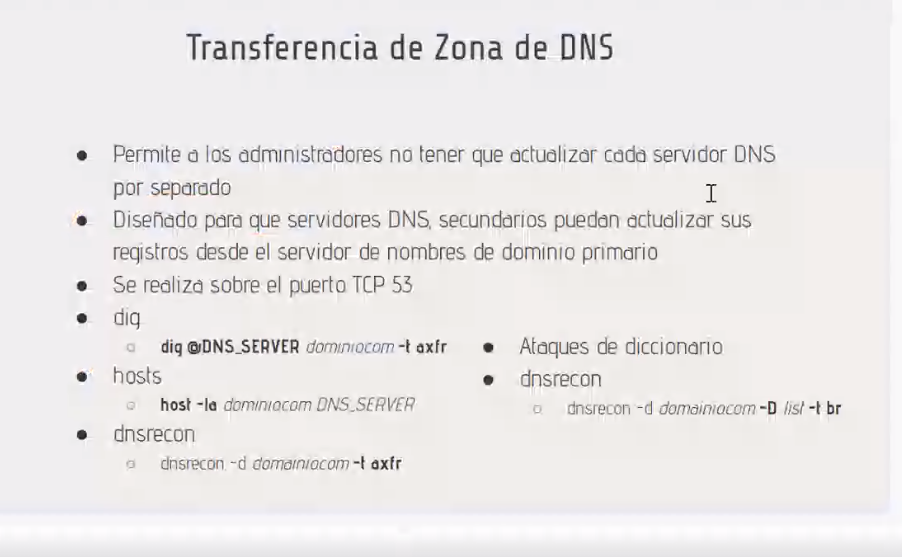 Transferencia de Zona de DNS
Permite a los administradores no tener que actualizar cada servidor DNS
por separado
Diseñado para que servidores DNS, secundarios puedan actualizar sus
registros desde el servidor de nombres de dominio primario
Se realiza sobre el puerto TCP 53
dig
dig @DNS_SERVER dominiocom -t axfr
hosts
host -la dominiocom DNS_SERVER
dnsrecon
dnsrecon -d domainiocom -t axfr
Ataques de diccionario
dnsrecon
dnsrecon -d domainiocom -D list -t br